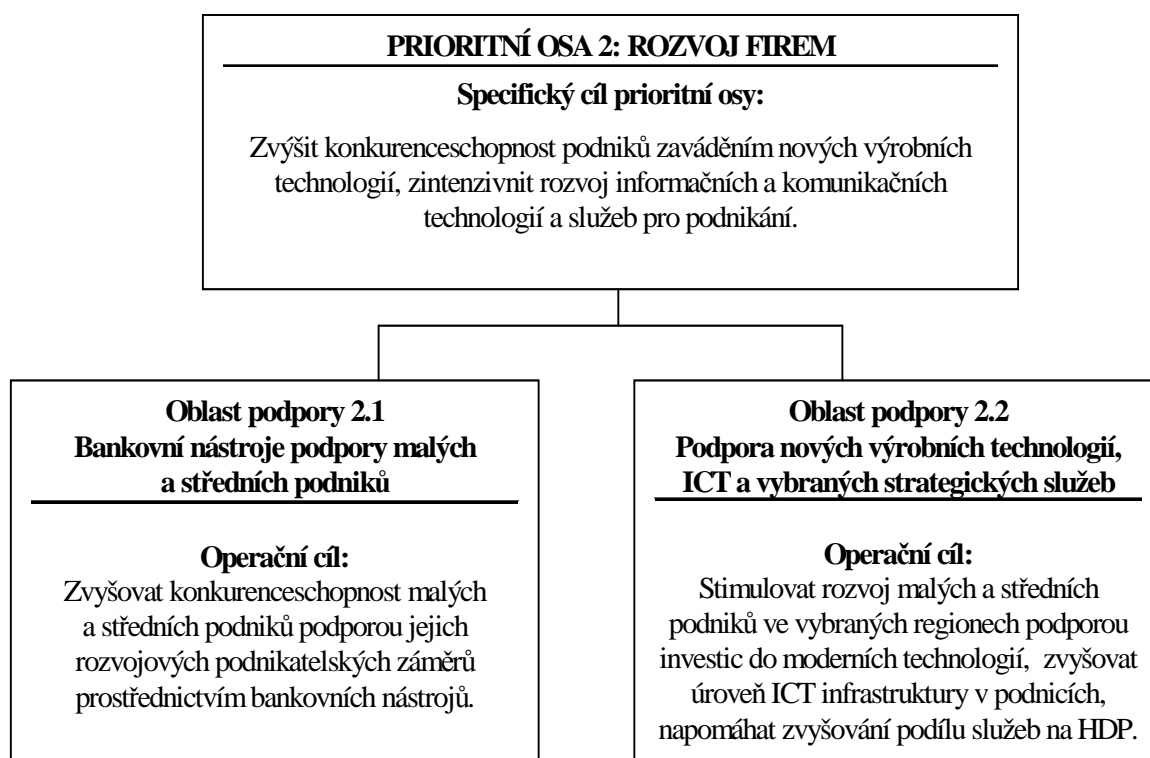 PRIORITNÍ OSA 2: ROZVOJ FIREM
Specifický cíl prioritní osy:
Zvýšit konkurenceschopnost podniků zaváděním nových výrobních
technologií, zintenzivnit rozvoj informačních a komunikačních
technologií a služeb pro podnikání.
Oblast podpory 2.1
Bankovní nástroje podpory malých
a středních podniků
Operační cíl:
Zvyšovat konkurenceschopnost malých
a středních podniků podporou jejich
rozvojových podnikatelských záměrů
prostřednictvím bankovních nástrojů.
Oblast podpory 2.2
Podpora nových výrobních technologií,
ICT a vybraných strategických služeb
Operační cíl:
Stimulovat rozvoj malých a středních
podniků ve vybraných regionech podporou
investic do moderních technologií, zvyšovat
úroveň ICT infrastruktury v podnicích,
napomáhat zvyšování podílu služeb na HDP.